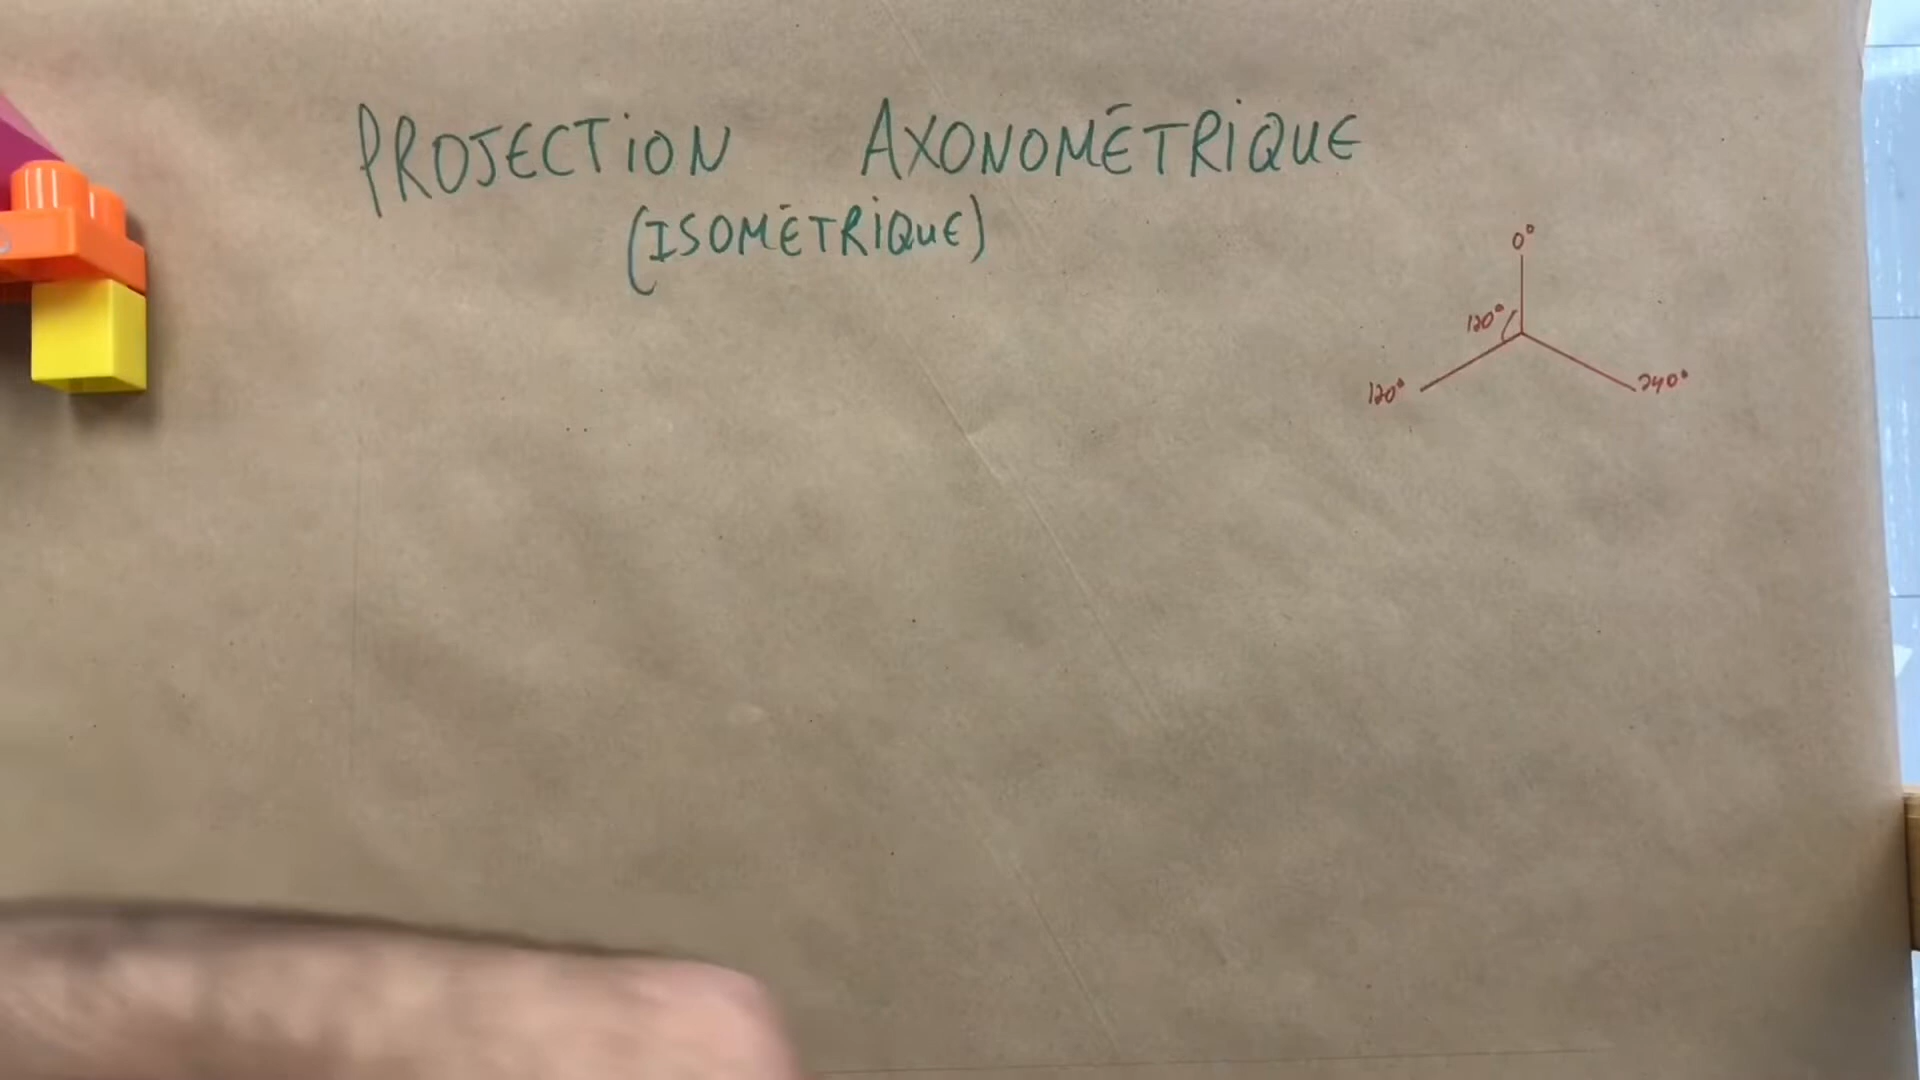 PROJECTION AXONOMÉTRIQUE
(ISOMÉTRIQUE)
0°
120°
120°
240°